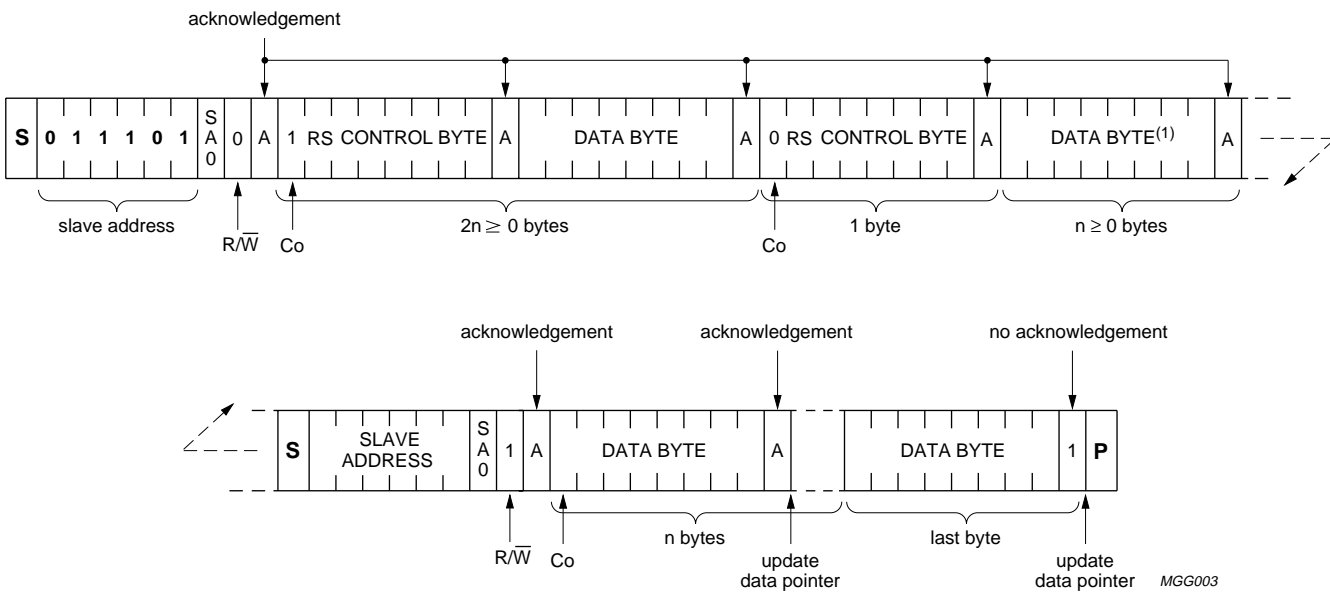 acknowledgement
S 0 1 1 1 0 1 SA0 0 A 1 RS CONTROL BYTE A DATA BYTE A 0 RS CONTROL BYTE A DATA BYTE(1) A
slave address 2n ≥ 0 bytes 1 byte n ≥ 0 bytes
R/W̅ Co Co
acknowledgement acknowledgement no acknowledgement
S SLAVE ADDRESS SA0 1 A DATA BYTE A DATA BYTE 1 P
n bytes last byte
R/W̅ Co update data pointer update data pointer MGG003